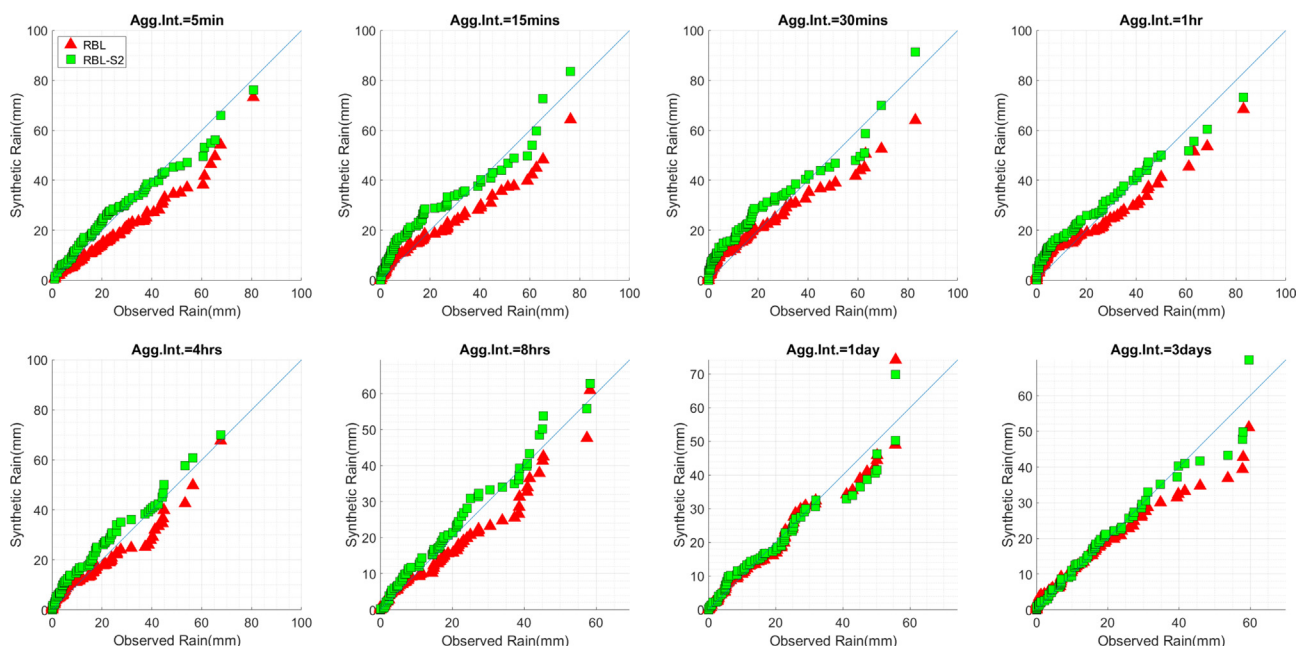 Agg.Int.=5min
100
80
60
40
20
0
Synthetic Rain(mm)
RBL
RBL-S2
0 20 40 60 80 100
Observed Rain(mm)
Agg.Int.=15mins
100
80
60
40
20
0
Synthetic Rain(mm)
0 20 40 60 80 100
Observed Rain(mm)
Agg.Int.=30mins
100
80
60
40
20
0
Synthetic Rain(mm)
0 20 40 60 80 100
Observed Rain(mm)
Agg.Int.=1hr
100
80
60
40
20
0
Synthetic Rain(mm)
0 20 40 60 80 100
Observed Rain(mm)
Agg.Int.=4hrs
100
80
60
40
20
0
Synthetic Rain(mm)
0 20 40 60 80 100
Observed Rain(mm)
Agg.Int.=8hrs
60
50
40
30
20
10
0
Synthetic Rain(mm)
0 20 40 60
Observed Rain(mm)
Agg.Int.=1day
70
60
50
40
30
20
10
0
Synthetic Rain(mm)
0 20 40 60
Observed Rain(mm)
Agg.Int.=3days
70
60
50
40
30
20
10
0
Synthetic Rain(mm)
0 20 40 60
Observed Rain(mm)